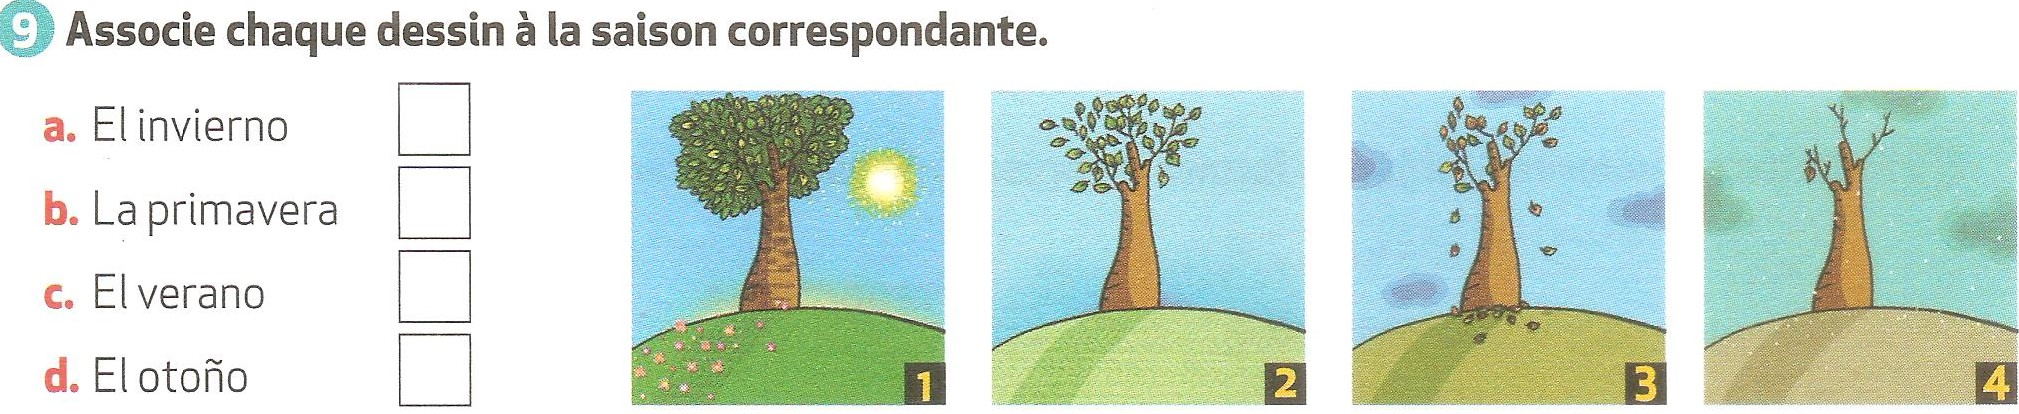 9 Associe chaque dessin à la saison correspondante.
a. El invierno
b. La primavera
c. El verano
d. El otoño
1
2
3
4